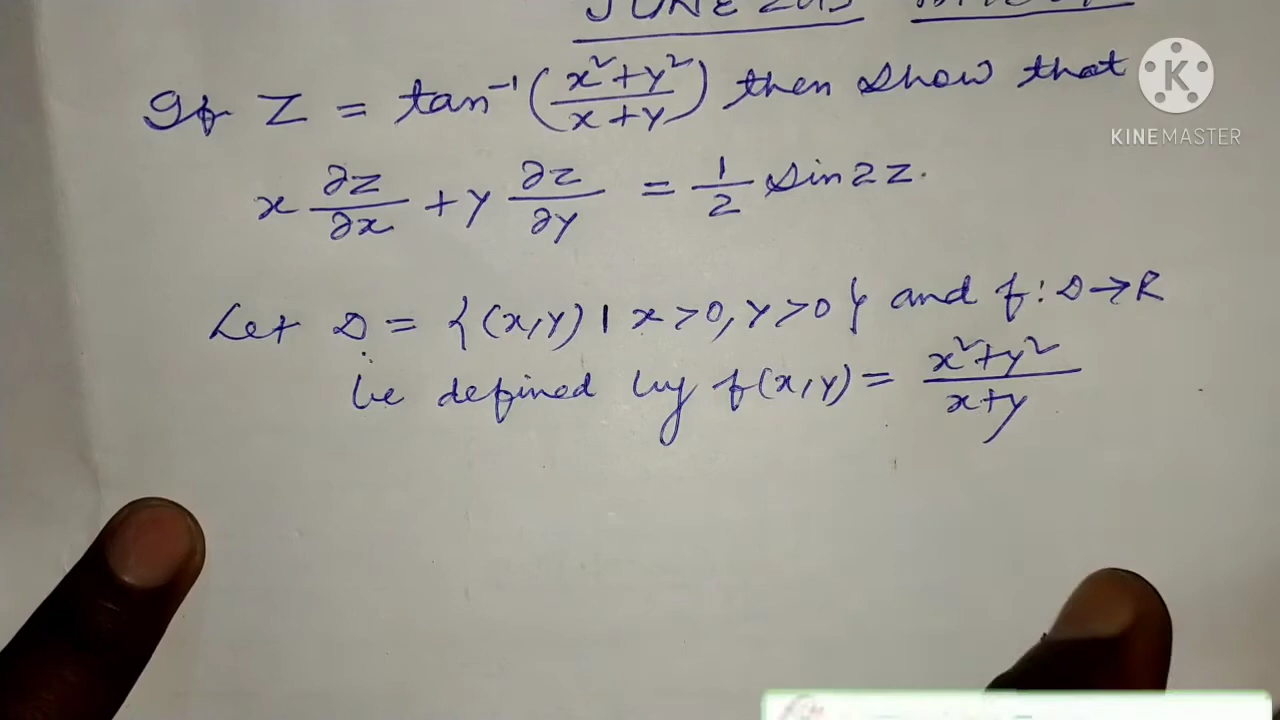 If Z = tan⁻¹(x²+y²/x+y) then show that
x ∂z/∂x + y ∂z/∂y = 1/2 sin 2z.
Let D = {(x,y) | x>0, y>0} and f: D→R
be defined by f(x,y) = x²+y²/x+y
KINEMASTER